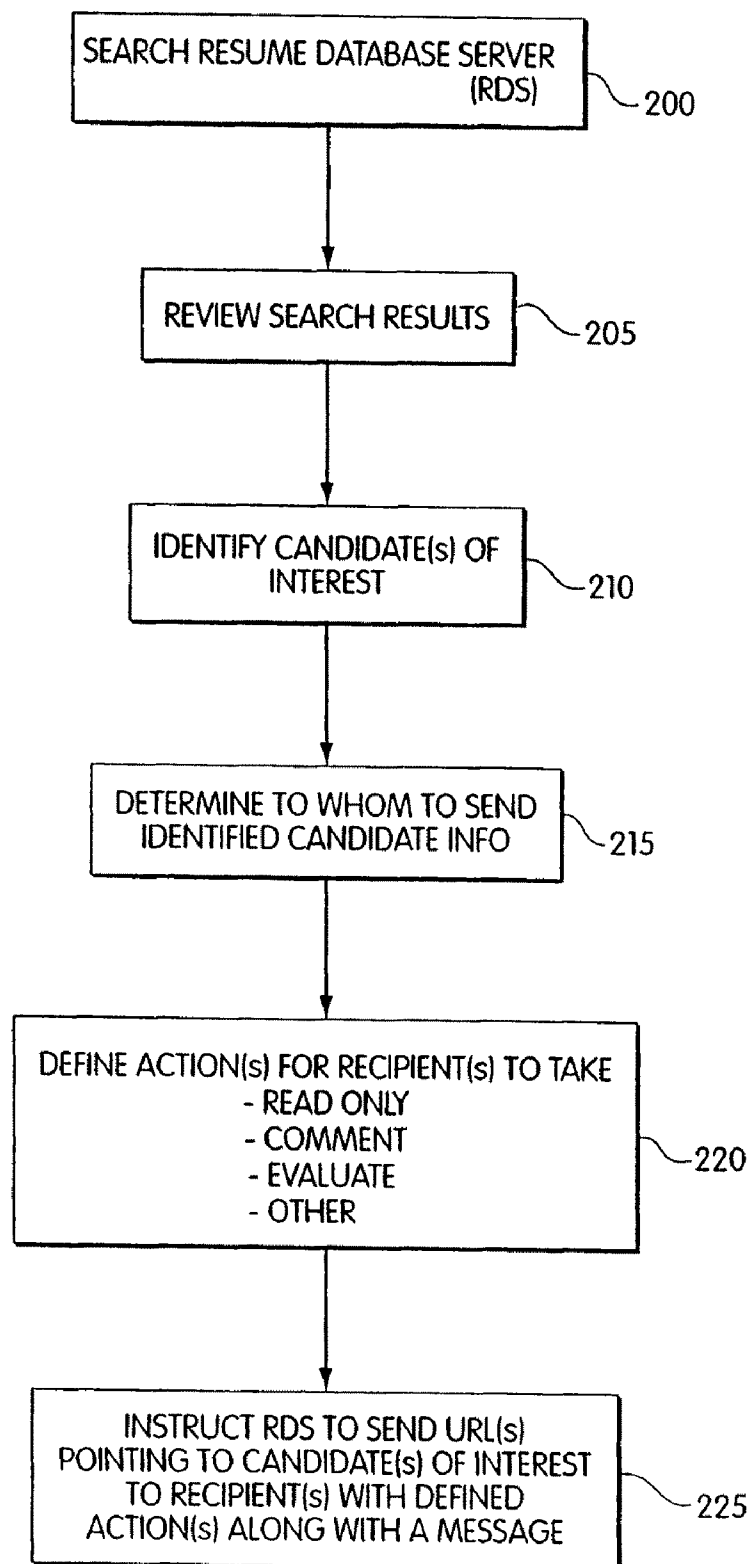 SEARCH RESUME DATABASE SERVER
(RDS)
200
REVIEW SEARCH RESULTS
205
IDENTIFY CANDIDATE(s) OF
INTEREST
210
DETERMINE TO WHOM TO SEND
IDENTIFIED CANDIDATE INFO
215
DEFINE ACTION(s) FOR RECIPIENT(s) TO TAKE
- READ ONLY
- COMMENT
- EVALUATE
- OTHER
220
INSTRUCT RDS TO SEND URL(s)
POINTING TO CANDIDATE(s) OF INTEREST
TO RECIPIENT(s) WITH DEFINED
ACTION(s) ALONG WITH A MESSAGE
225